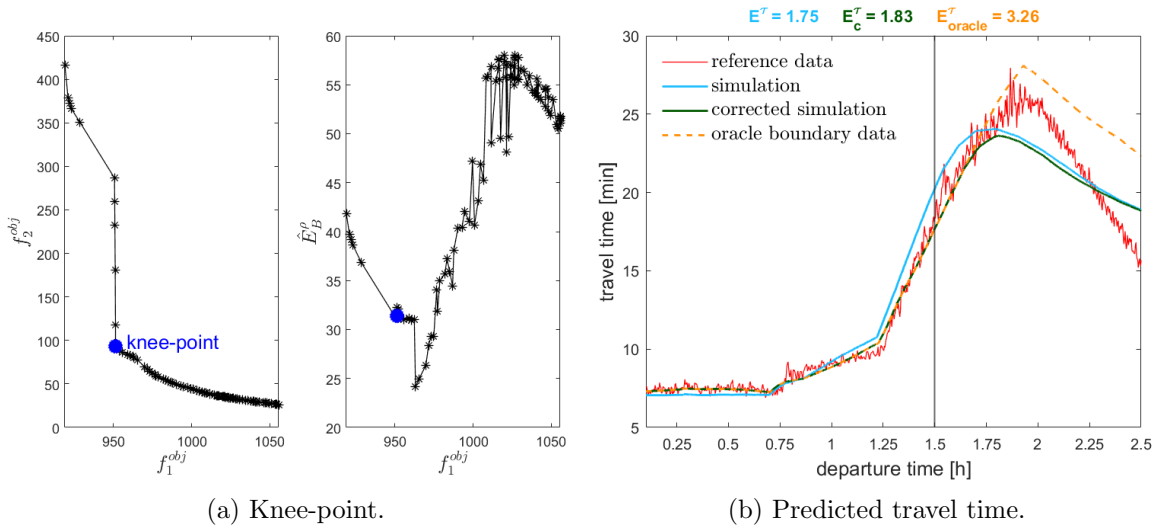 450
400
350
300
250
200
150
100
50
0
950
1000
1050
f_2^{obj}
f_1^{obj}
knee-point
60
55
50
45
40
35
30
25
20
950
1000
1050
\hat{E}_B^ρ
f_1^{obj}
(a) Knee-point.
E^τ = 1.75 E_c^τ = 1.83 E_{oracle}^τ = 3.26
30
25
20
15
10
5
travel time [min]
reference data
simulation
corrected simulation
oracle boundary data
0.25 0.5 0.75 1 1.25 1.5 1.75 2 2.25 2.5
departure time [h]
(b) Predicted travel time.